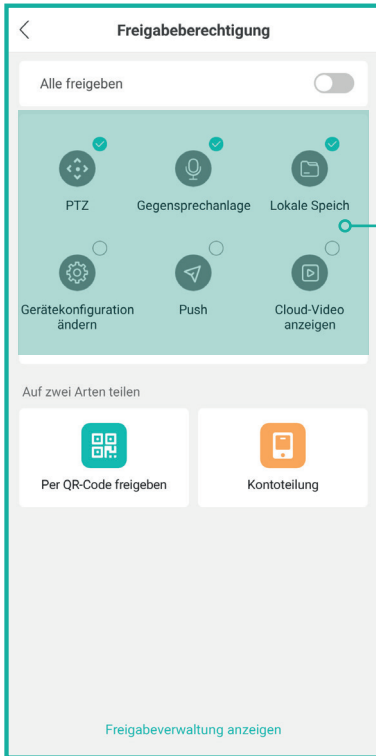 Freigabeberechtigung
Alle freigeben
PTZ
Gegensprechanlage
Lokale Speich
Gerätekonfiguration
ändern
Push
Cloud-Video
anzeigen
Auf zwei Arten teilen
Per QR-Code freigeben
Kontoteilung
Freigabeverwaltung anzeigen